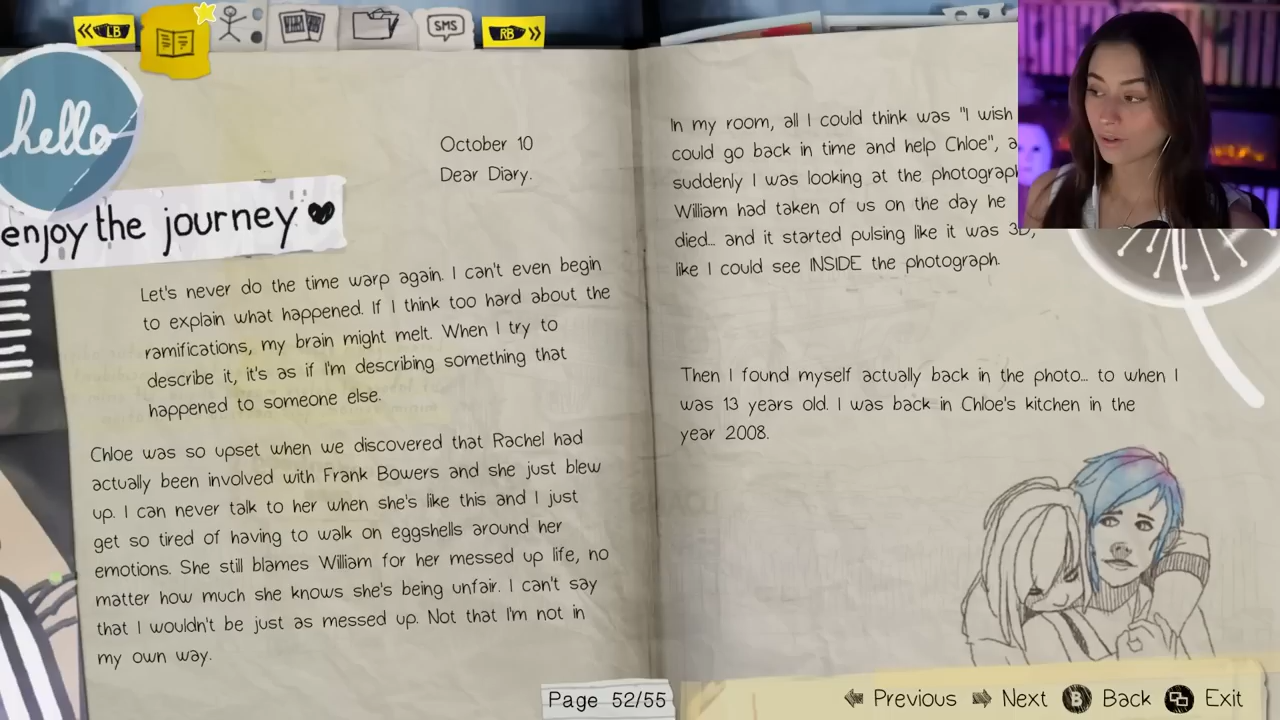 LB
SMS
RB
hello
enjoy the journey
October 10
Dear Diary.
Let's never do the time warp again. I can't even begin
to explain what happened. If I think too hard about the
ramifications, my brain might melt. When I try to
describe it, it's as if I'm describing something that
happened to someone else.
Chloe was so upset when we discovered that Rachel had
actually been involved with Frank Bowers and she just blew
up. I can never talk to her when she's like this and I just
get so tired of having to walk on eggshells around her
emotions. She still blames William for her messed up life, no
matter how much she knows she's being unfair. I can't say
that I wouldn't be just as messed up. Not that I'm not in
my own way.
In my room, all I could think was "I wish
could go back in time and help Chloe",
suddenly I was looking at the
William had taken of us on the day he
died... and it started pulsing like it was 3D,
like I could see INSIDE the photograph.
Then I found myself actually back in the photo... to when I
was 13 years old. I was back in Chloe's kitchen in the
year 2008.
Page 52/55
Previous
Next
B
Back
Exit